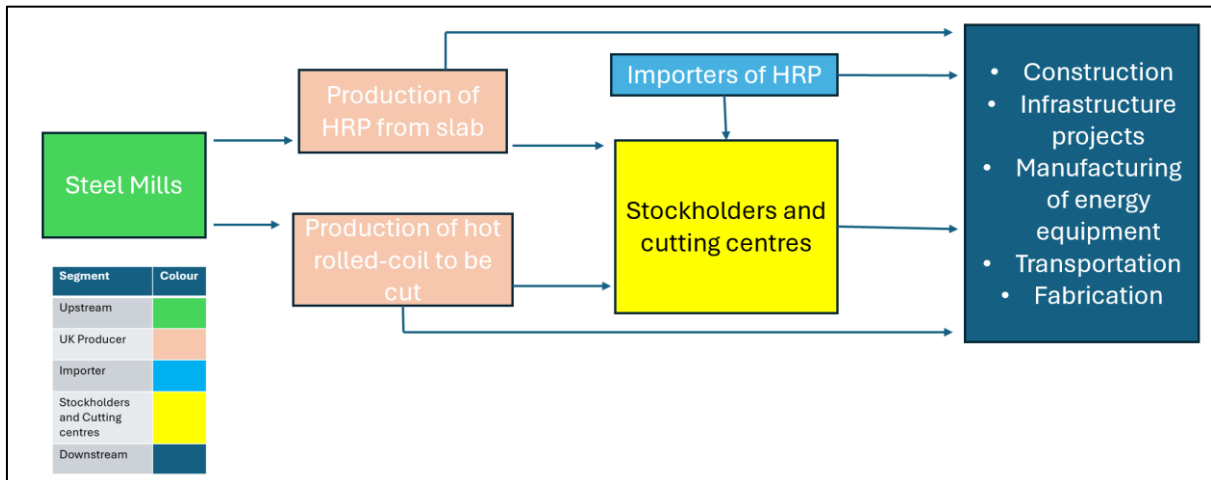 Steel Mills
Production of
HRP from slab
Production of hot
rolled-coil to be
cut
Importers of HRP
Stockholders and
cutting centres
• Construction
• Infrastructure
projects
• Manufacturing
of energy
equipment
• Transportation
• Fabrication
Segment Colour
Upstream
UK Producer
Importer
Stockholders
and Cutting
centres
Downstream